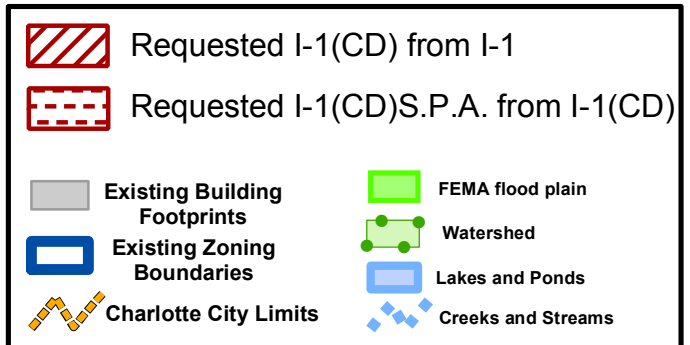 Requested I-1(CD) from I-1
Requested I-1(CD)S.P.A. from I-1(CD)
Existing Building
Footprints
Existing Zoning
Boundaries
Charlotte City Limits
FEMA flood plain
Watershed
Lakes and Ponds
Creeks and Streams